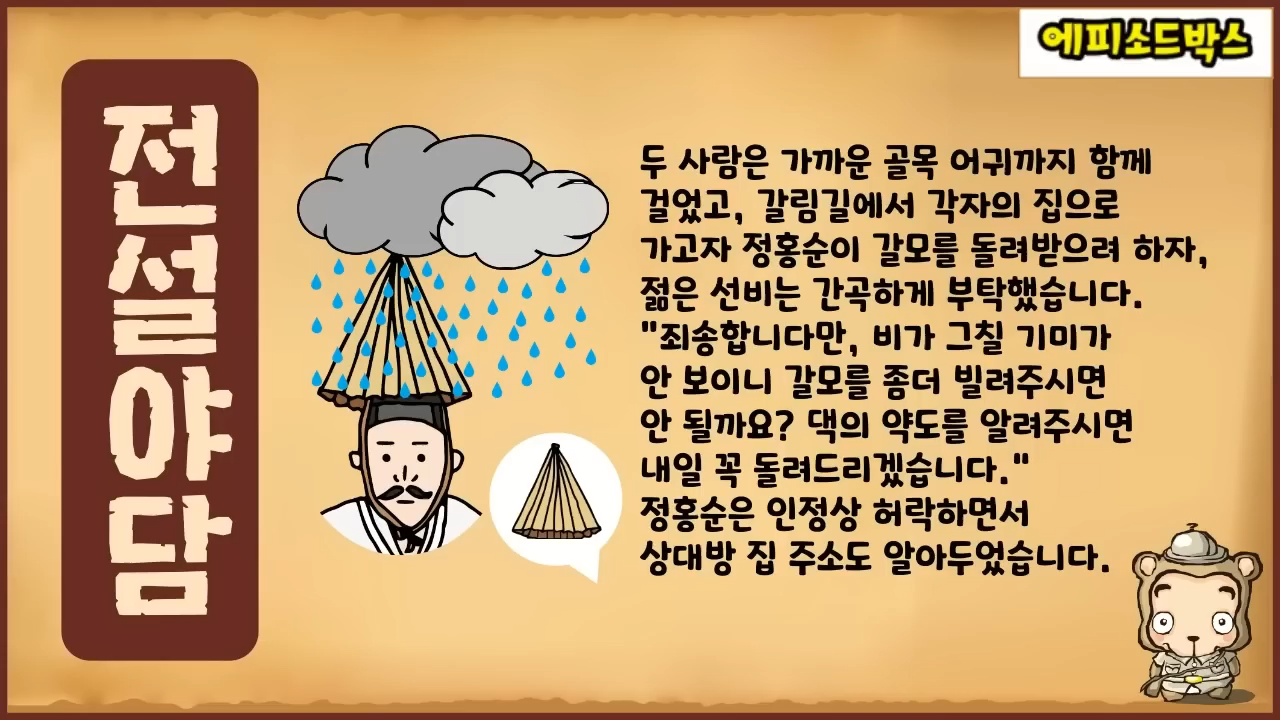 에피소드박스
전설야담
두 사람은 가까운 골목 어귀까지 함께
걸었고, 갈림길에서 각자의 집으로
가고자 정홍순이 갈모를 돌려받으려 하자,
젊은 선비는 간곡하게 부탁했습니다.
"죄송합니다만, 비가 그칠 기미가
안 보이니 갈모를 좀더 빌려주시면
안 될까요? 댁의 약도를 알려주시면
내일 꼭 돌려드리겠습니다."
정홍순은 인정상 허락하면서
상대방 집 주소도 알아두었습니다.